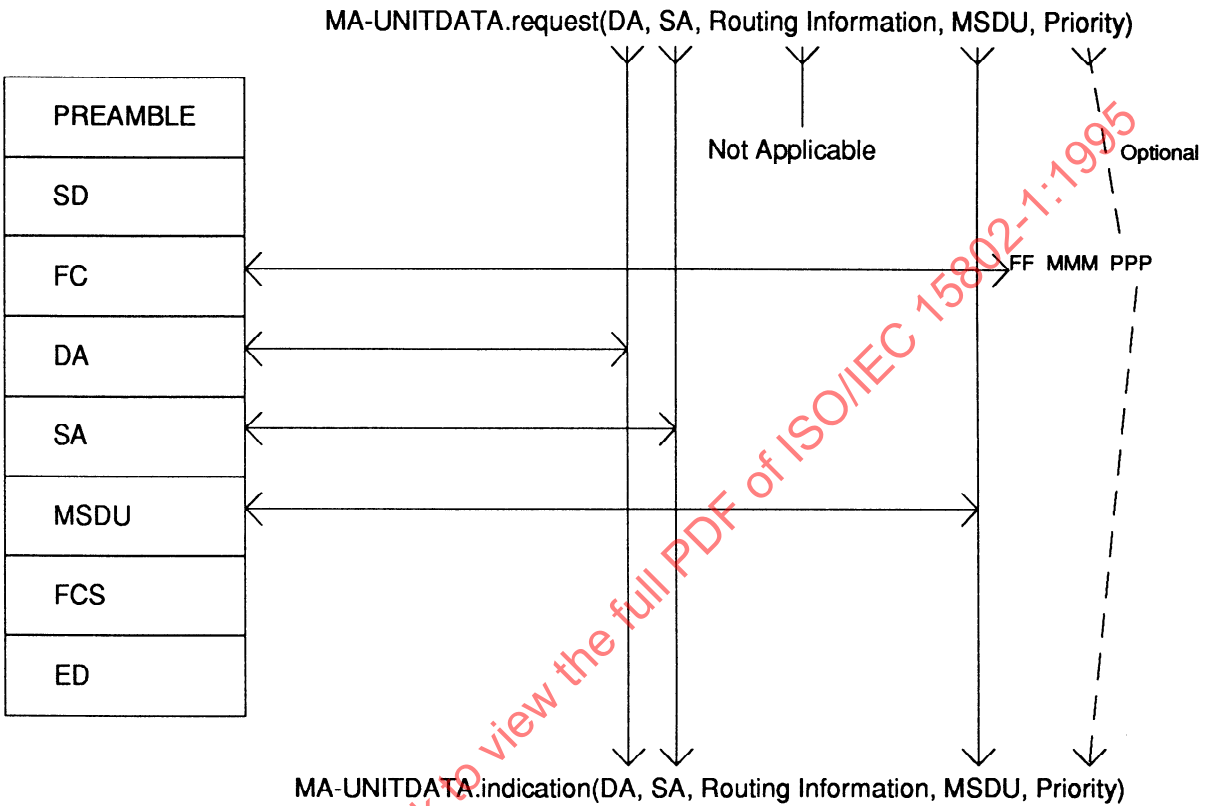 MA-UNITDATA.request(DA, SA, Routing Information, MSDU, Priority)
PREAMBLE
Not Applicable
Optional
SD
FC
FF MMM PPP
DA
SA
MSDU
FCS
ED
MA-UNITDATA.indication(DA, SA, Routing Information, MSDU, Priority)
to view the full PDF of ISO/IEC 15802-1:1995